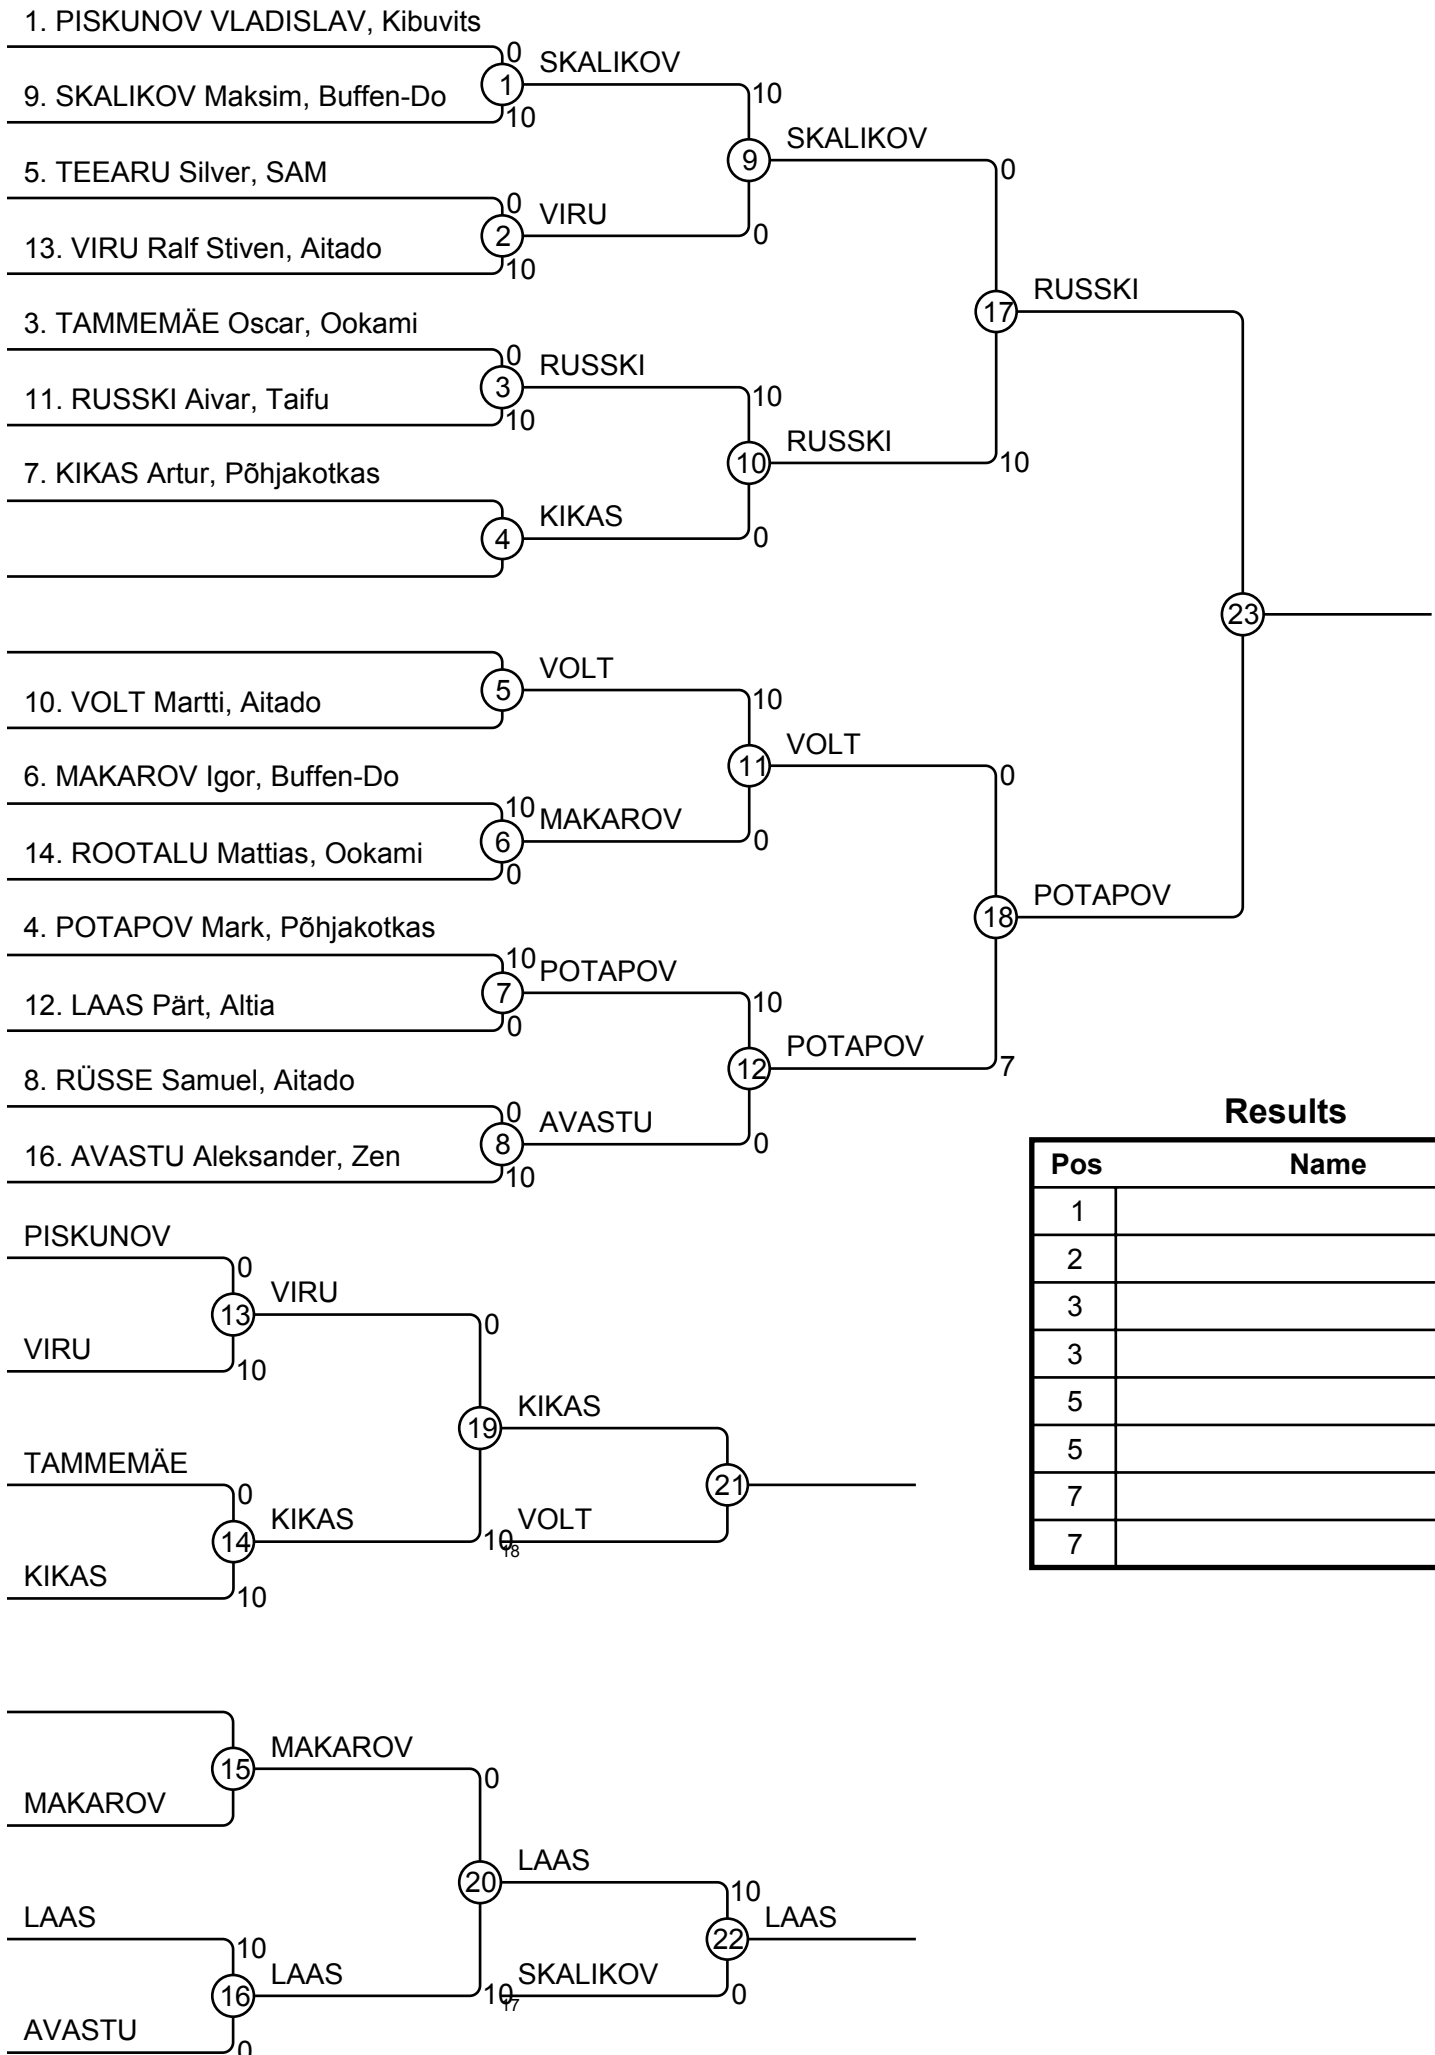 1. PISKUNOV VLADISLAV, Kibuvits
0
1
SKALIKOV
9. SKALIKOV Maksim, Buffen-Do
10
10
9
SKALIKOV
0
5. TEEARU Silver, SAM
0
2
VIRU
0
13. VIRU Ralf Stiven, Aitado
10
17
RUSSKI
3. TAMMEMÄE Oscar, Ookami
0
3
RUSSKI
10
11. RUSSKI Aivar, Taifu
10
10
RUSSKI
10
7. KIKAS Artur, Põhjakotkas
4
KIKAS
0
23
5
VOLT
10
10. VOLT Martti, Aitado
11
VOLT
0
6. MAKAROV Igor, Buffen-Do
10
6
MAKAROV
0
14. ROOTALU Mattias, Ookami
0
18
POTAPOV
4. POTAPOV Mark, Põhjakotkas
10
7
POTAPOV
10
12. LAAS Pärt, Altia
0
12
POTAPOV
7
8. RÜSSE Samuel, Aitado
0
8
AVASTU
0
16. AVASTU Aleksander, Zen
10
Results
Pos Name
1
2
3
3
5
5
7
7
PISKUNOV
0
13
VIRU
0
VIRU
10
19
KIKAS
TAMMEMÄE
0
14
KIKAS
10
18
VOLT
21
KIKAS
10
15
MAKAROV
0
MAKAROV
20
LAAS
10
LAAS
10
16
LAAS
10
17
SKALIKOV
0
22
LAAS
AVASTU
0